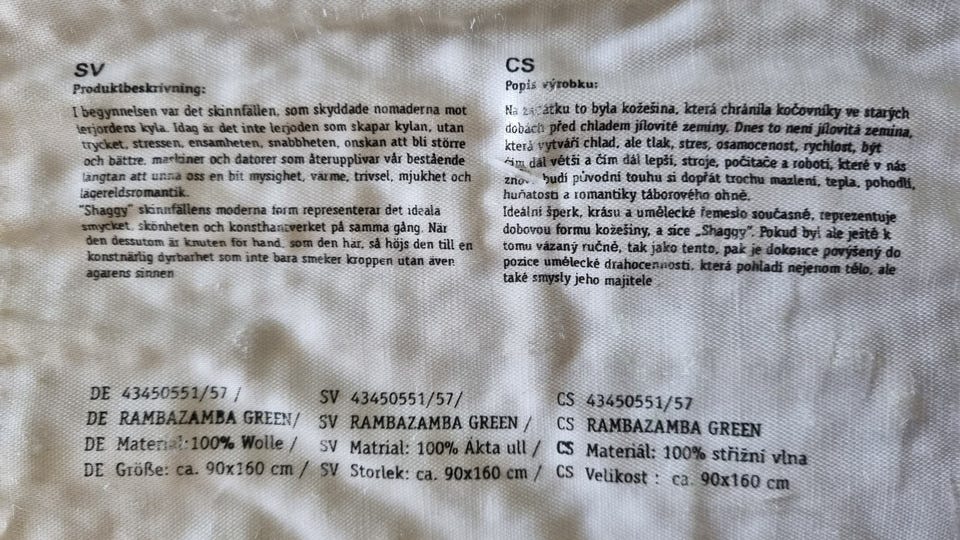 SV
Produktbeskrivning:
I begynnelsen var det skinnfällen, som skyddade nomaderna mot
lerjordens kyla. Idag är det inte lerjoden som skapar kylan, utan
trycket, stressen, ensamheten, snabbheten, onskan att bli större
och bättre, maskiner och datorer som återupplivar vår bestående
längtan att unna oss en bit mysighet, värme, trivsel, mjukhet och
lägereldsromantik.
"Shaggy" skinnfällens moderna form representerar det ideala
smycket, skönheten och konsthantverket på samma gång. När
den dessutom är knuten för hand, som den här, så höjs den till en
konstnärlig dyrbarhet som inte bara smeker kroppen utan även
ägarens sinnen
CS
Popis výrobku:
Na začátku to byla kožešina, která chránila kočovníky ve starých
dobách před chladem jílovité zeminy. Dnes to není jílovitá zemina,
která vytváří chlad, ale tlak, stres, osamocenost, rychlost, být
čím dál větši a čím dál lepší, stroje, počítače a roboti, které v nás
znovu budí původní touhu si dopřát trochu mazlení, tepla, pohodlí,
huňatosti a romantiky táborového ohně.
Ideální šperk, krásu a umělecké řemeslo současně, reprezentuje
dobovou formu kožešiny, a sice „Shaggy". Pokud byl ale ještě k
tomu vázaný ručně, tak jako tento, pak je dokonce povýšený do
pozice umělecké drahocennosti, která pohladí nejenom tělo, ale
také smysly jeho majitele
DE 43450551/57 / SV 43450551/57/ CS 43450551/57
DE RAMBAZAMBA GREEN/ SV RAMBAZAMBA GREEN / CS RAMBAZAMBA GREEN
DE Material:100% Wolle / SV Matrial: 100% Äkta ull / CS Materiál: 100% střižní vlna
DE Größe: ca. 90x160 cm / SV Storlek: ca. 90x160 cm / CS Velikost : ca. 90x160 cm